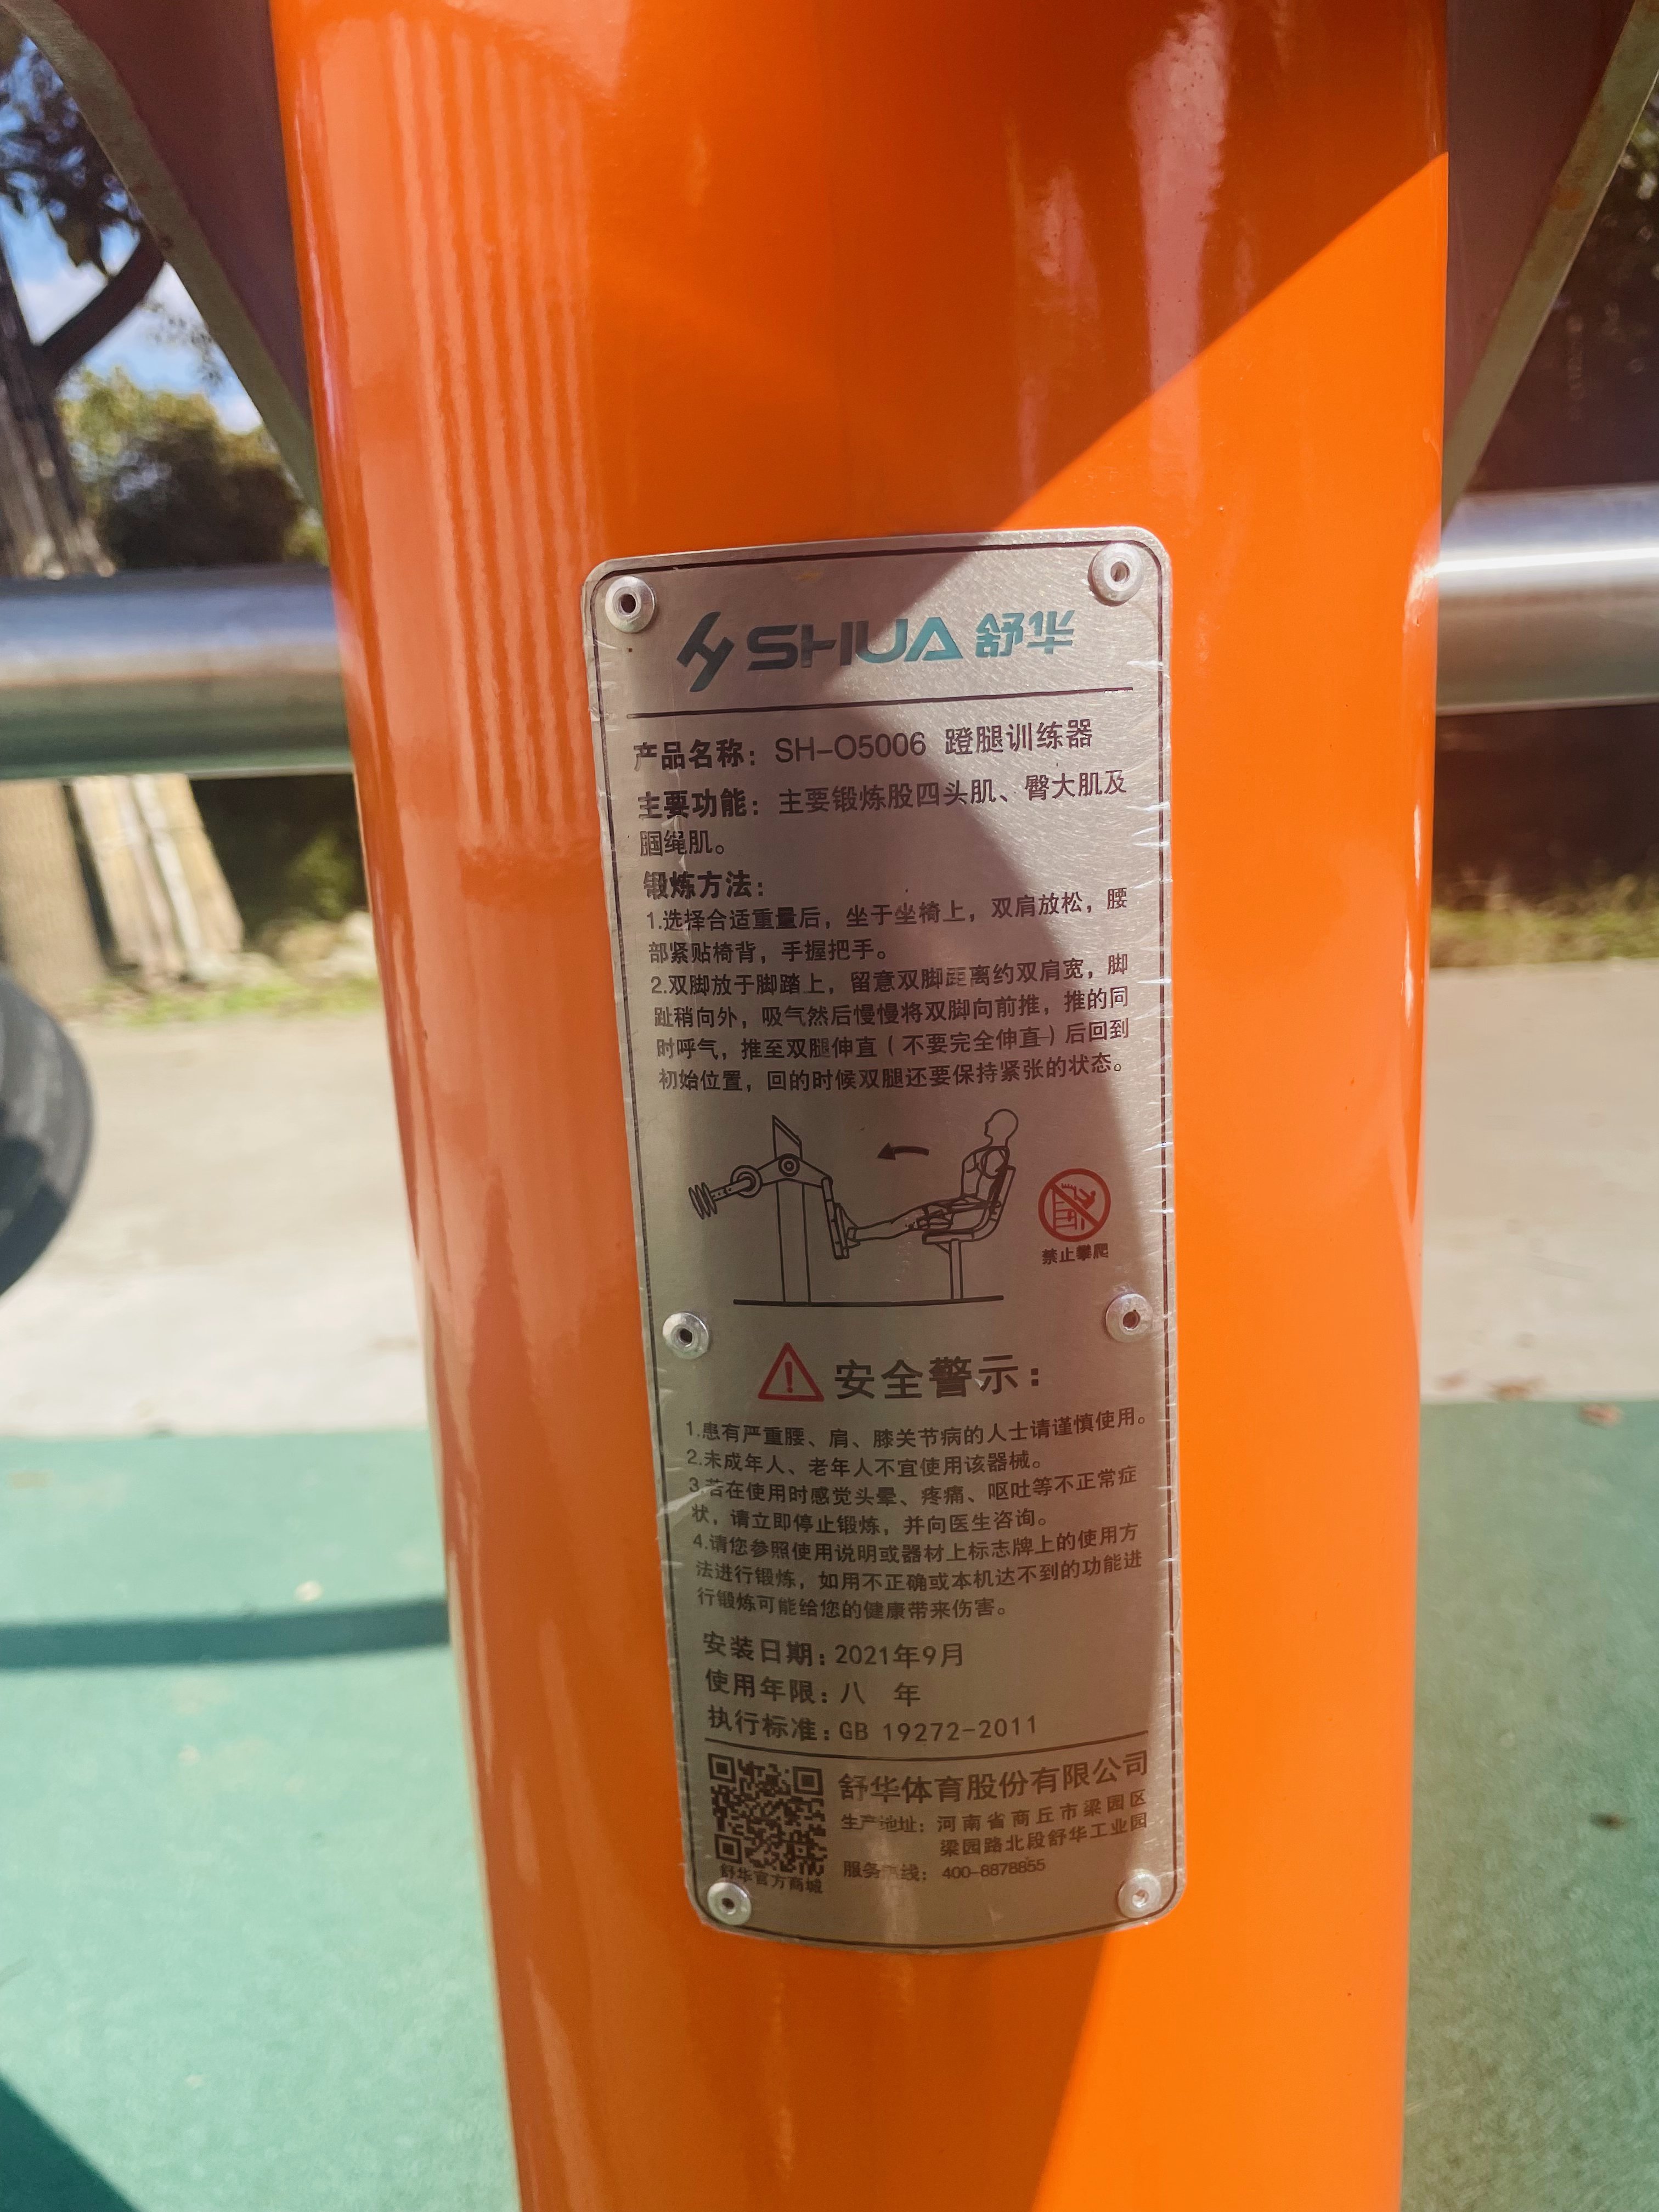 SHUA 舒华
产品名称：SH-O5006 蹬腿训练器
主要功能：主要锻炼股四头肌、臀大肌及
腘绳肌。
锻炼方法：
1.选择合适重量后，坐于坐椅上，双肩放松，腰
部紧贴椅背，手握把手。
2.双脚放于脚踏上，留意双脚距离约双肩宽，脚
趾稍向外，吸气然后慢慢将双脚向前推，推的同
时呼气，推至双腿伸直（不要完全伸直）后回到
初始位置，回的时候双腿还要保持紧张的状态。
禁止攀爬
安全警示：
1.患有严重腰、肩、膝关节病的人士请谨慎使用。
2.未成年人、老年人不宜使用该器械。
3.若在使用时感觉头晕、疼痛、呕吐等不正常症
状，请立即停止锻炼，并向医生咨询。
4.请您参照使用说明或器材上标志牌上的使用方
法进行锻炼，如用不正确或本机达不到的功能进
行锻炼可能给您的健康带来伤害。
安装日期：2021年9月
使用年限：八 年
执行标准：GB 19272-2011
舒华体育股份有限公司
生产地址：河南省商丘市梁园区
梁园路北段舒华工业园
服务热线：400-8878855
舒华官方商城